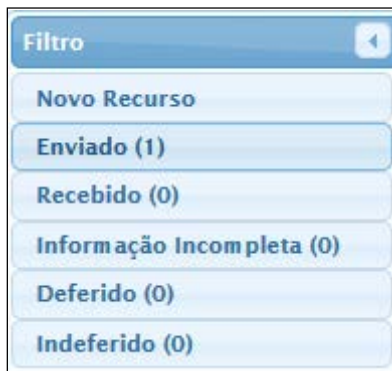 Filtro
Novo Recurso
Enviado (1)
Recebido (0)
Informação Incompleta (0)
Deferido (0)
Indeferido (0)